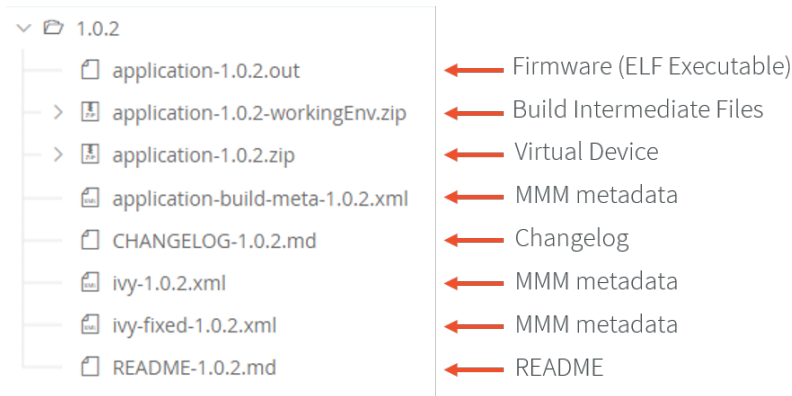 1.0.2
application-1.0.2.out Firmware (ELF Executable)
application-1.0.2-workingEnv.zip Build Intermediate Files
application-1.0.2.zip Virtual Device
application-build-meta-1.0.2.xml MMM metadata
CHANGELOG-1.0.2.md Changelog
ivy-1.0.2.xml MMM metadata
ivy-fixed-1.0.2.xml MMM metadata
README-1.0.2.md README